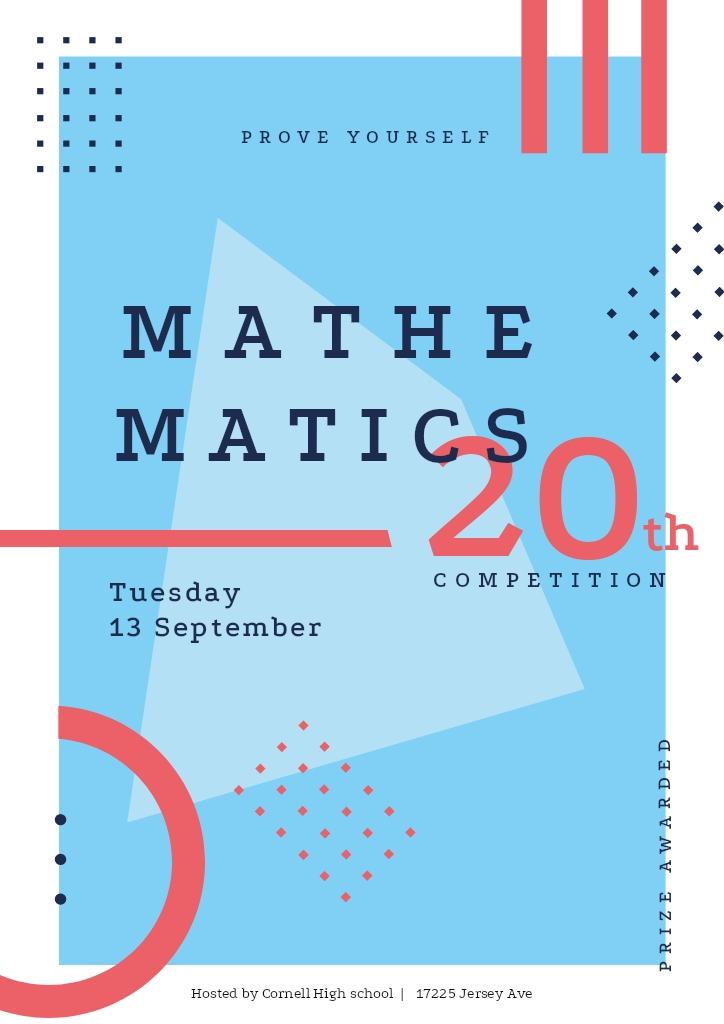 PROVE YOURSELF
MATHE
MATICS
20th
COMPETITION
Tuesday
13 September
PRIZE AWARDED
Hosted by Cornell High school | 17225 Jersey Ave